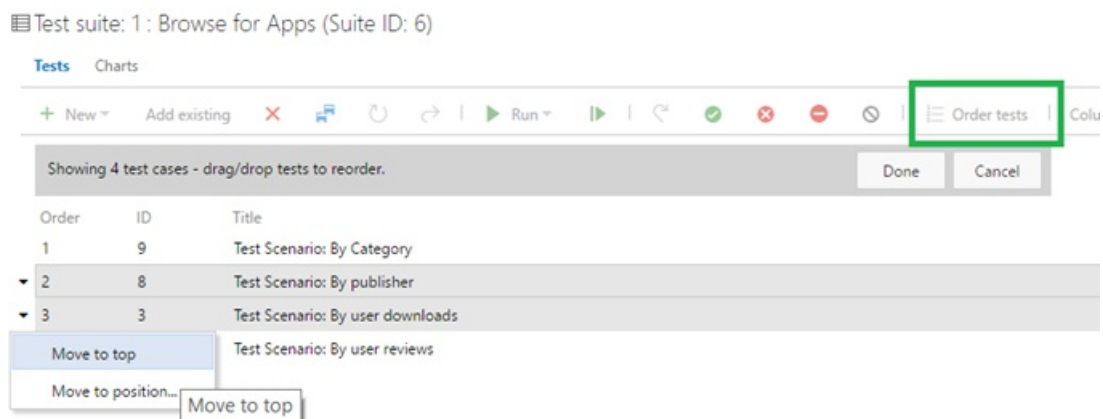 Test suite: 1 : Browse for Apps (Suite ID: 6)
Tests Charts
New Add existing Run Order tests Colu
Showing 4 test cases - drag/drop tests to reorder. Done Cancel
Order ID Title
1 9 Test Scenario: By Category
2 8 Test Scenario: By publisher
3 3 Test Scenario: By user downloads
Move to top Test Scenario: By user reviews
Move to position...
Move to top